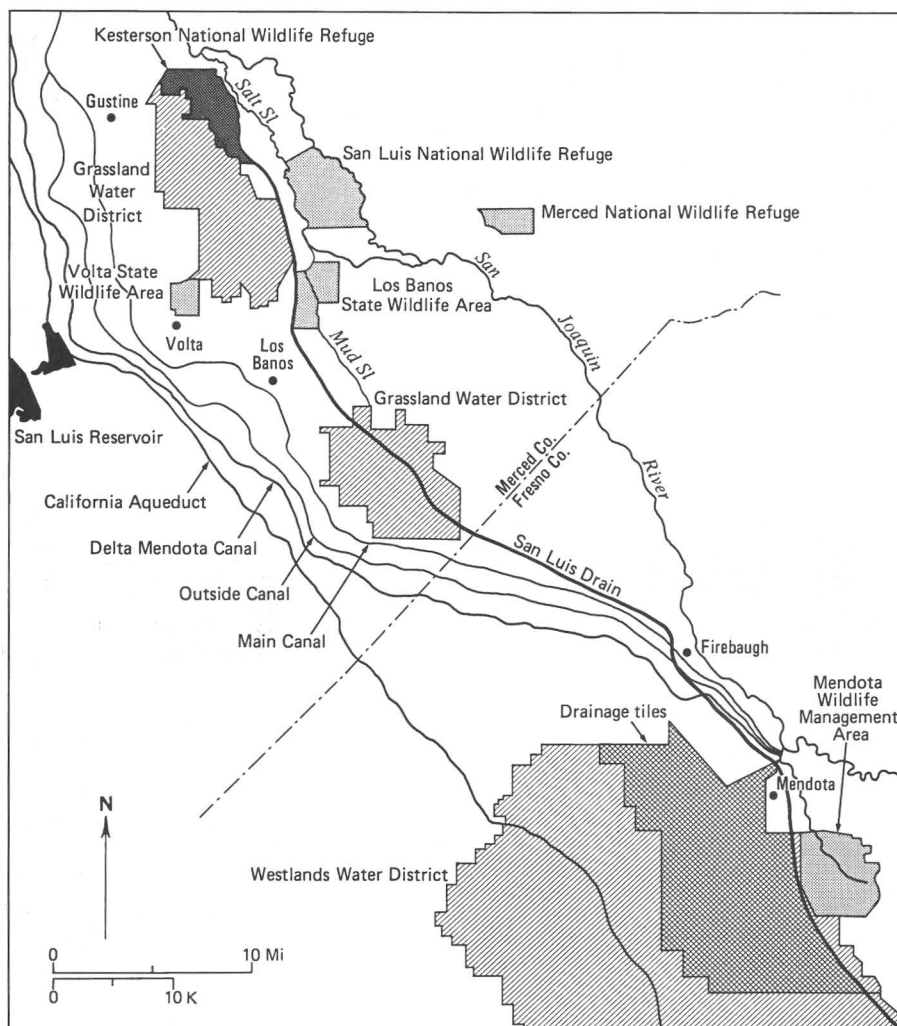 Kesterson National Wildlife Refuge
Salt Sl
Gustine
San Luis National Wildlife Refuge
Grassland
Water
District
Merced National Wildlife Refuge
San
Joaquin
River
Volta State
Wildlife Area
Los Banos
State Wildlife Area
Volta
Los
Banos
Mud Sl
Grassland Water District
San Luis Reservoir
Merced Co.
Fresno Co.
California Aqueduct
Delta Mendota Canal
San Luis Drain
Outside Canal
Main Canal
Firebaugh
Mendota
Wildlife
Management
Area
Drainage tiles
Mendota
N
Westlands Water District
0
10 Mi
0
10 K